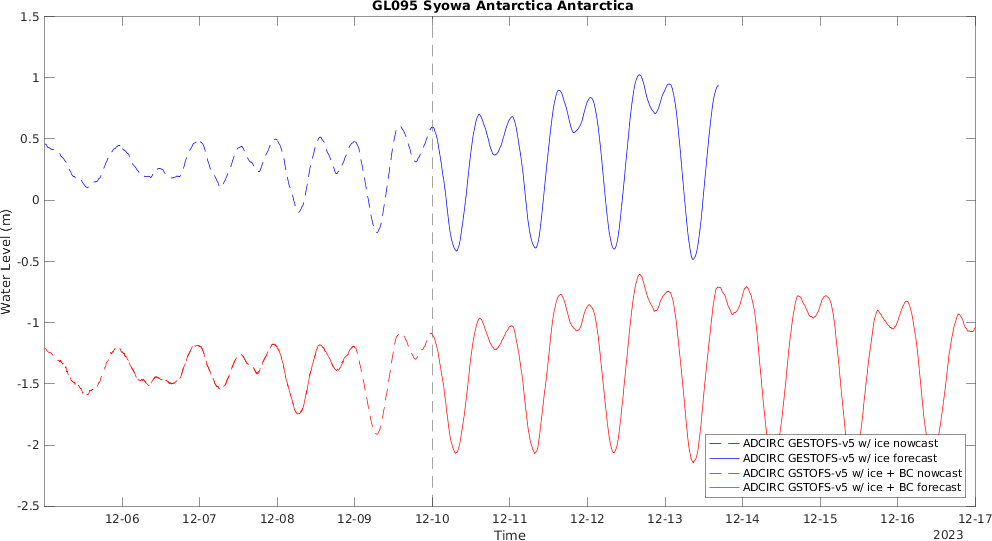 GL095 Syowa Antarctica Antarctica
1.5
1
0.5
0
-0.5
-1
-1.5
-2
-2.5
Water Level (m)
ADCIRC GESTOFS-v5 w/ ice nowcast
ADCIRC GESTOFS-v5 w/ ice forecast
ADCIRC GSTOFS-v5 w/ ice + BC nowcast
ADCIRC GSTOFS-v5 w/ ice + BC forecast
12-06 12-07 12-08 12-09 12-10 12-11 12-12 12-13 12-14 12-15 12-16 12-17
Time
2023